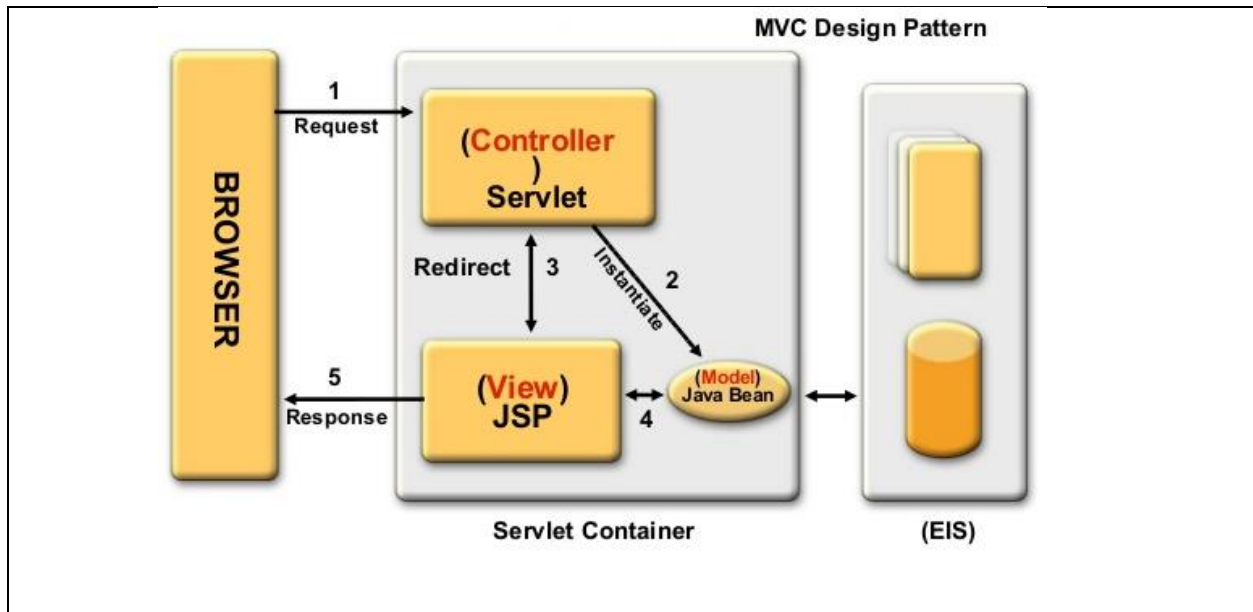 MVC Design Pattern
BROWSER
1
Request
(Controller
)
Servlet
Redirect
3
2
Instantiate
5
Response
(View)
JSP
4
(Model)
Java Bean
Servlet Container
(EIS)